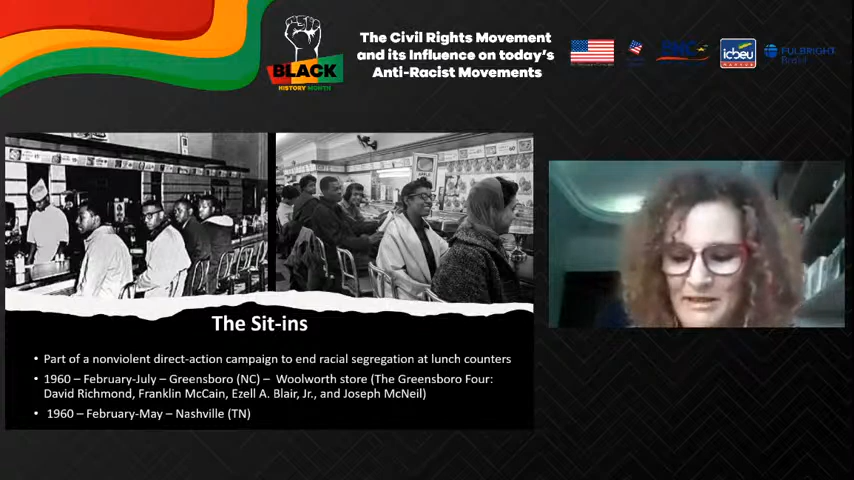 The Civil Rights Movement
and its Influence on today's
Anti-Racist Movements
BLACK
HISTORY MONTH
icbeu
MANAUS
FULBRIGHT
Brasil
The Sit-ins
• Part of a nonviolent direct-action campaign to end racial segregation at lunch counters
• 1960 – February-July – Greensboro (NC) – Woolworth store (The Greensboro Four:
David Richmond, Franklin McCain, Ezell A. Blair, Jr., and Joseph McNeil)
• 1960 – February-May – Nashville (TN)